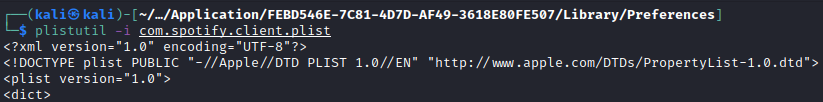 ┌──(kali㉿kali)-[~/…/Application/FEBD546E-7C81-4D7D-AF49-3618E80FE507/Library/Preferences]
└─$ plistutil -i com.spotify.client.plist
<?xml version="1.0" encoding="UTF-8"?>
<!DOCTYPE plist PUBLIC "-//Apple//DTD PLIST 1.0//EN" "http://www.apple.com/DTDs/PropertyList-1.0.dtd">
<plist version="1.0">
<dict>